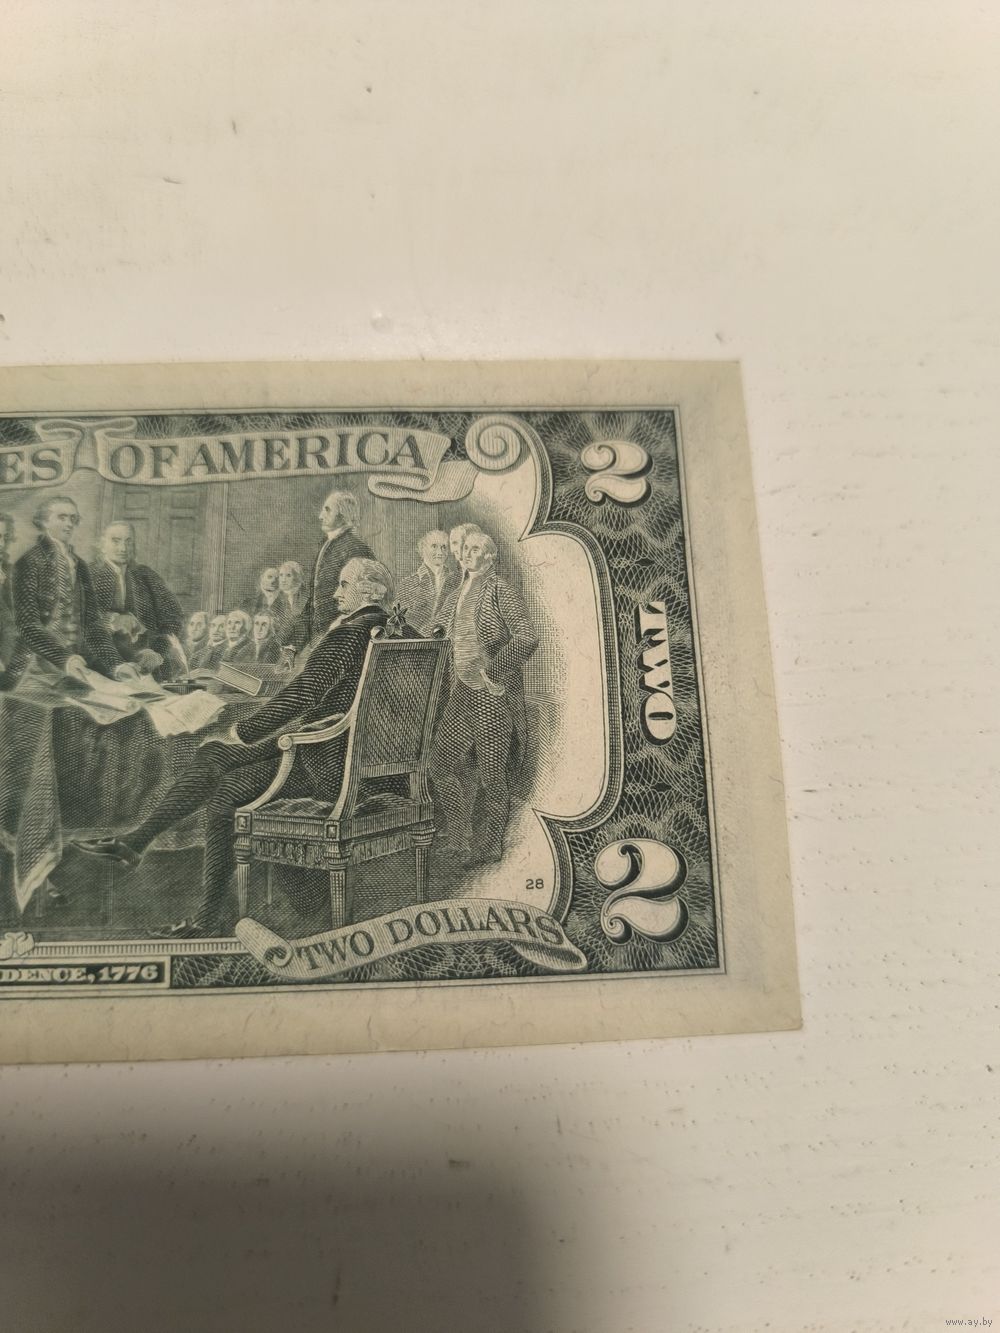 ES OF AMERICA
2
TWO
28
2
TWO DOLLARS
DENCE, 1776
www.ay.by